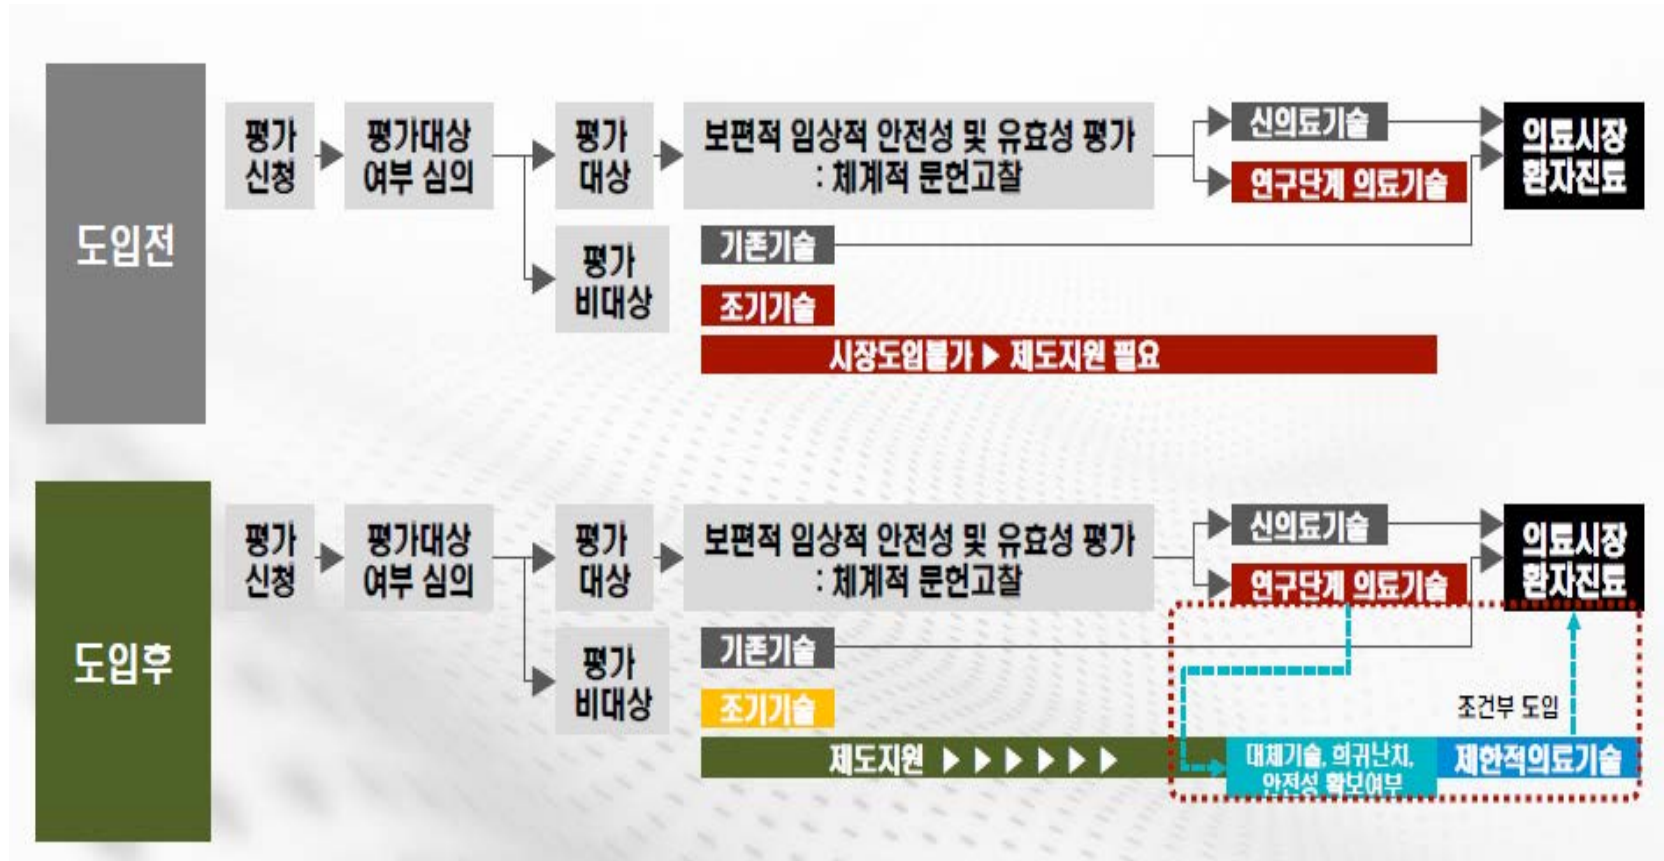 도입전
평가
신청
평가대상
여부 심의
평가
대상
보편적 임상적 안전성 및 유효성 평가
: 체계적 문헌고찰
신의료기술
연구단계 의료기술
의료시장
환자진료
평가
비대상
기존기술
조기기술
시장도입불가 ▶ 제도지원 필요
도입후
평가
신청
평가대상
여부 심의
평가
대상
보편적 임상적 안전성 및 유효성 평가
: 체계적 문헌고찰
신의료기술
연구단계 의료기술
의료시장
환자진료
평가
비대상
기존기술
조기기술
조건부 도입
제도지원 ▶ ▶ ▶ ▶ ▶ ▶
대체기술, 희귀난치,
안전성 확보여부
제한적의료기술